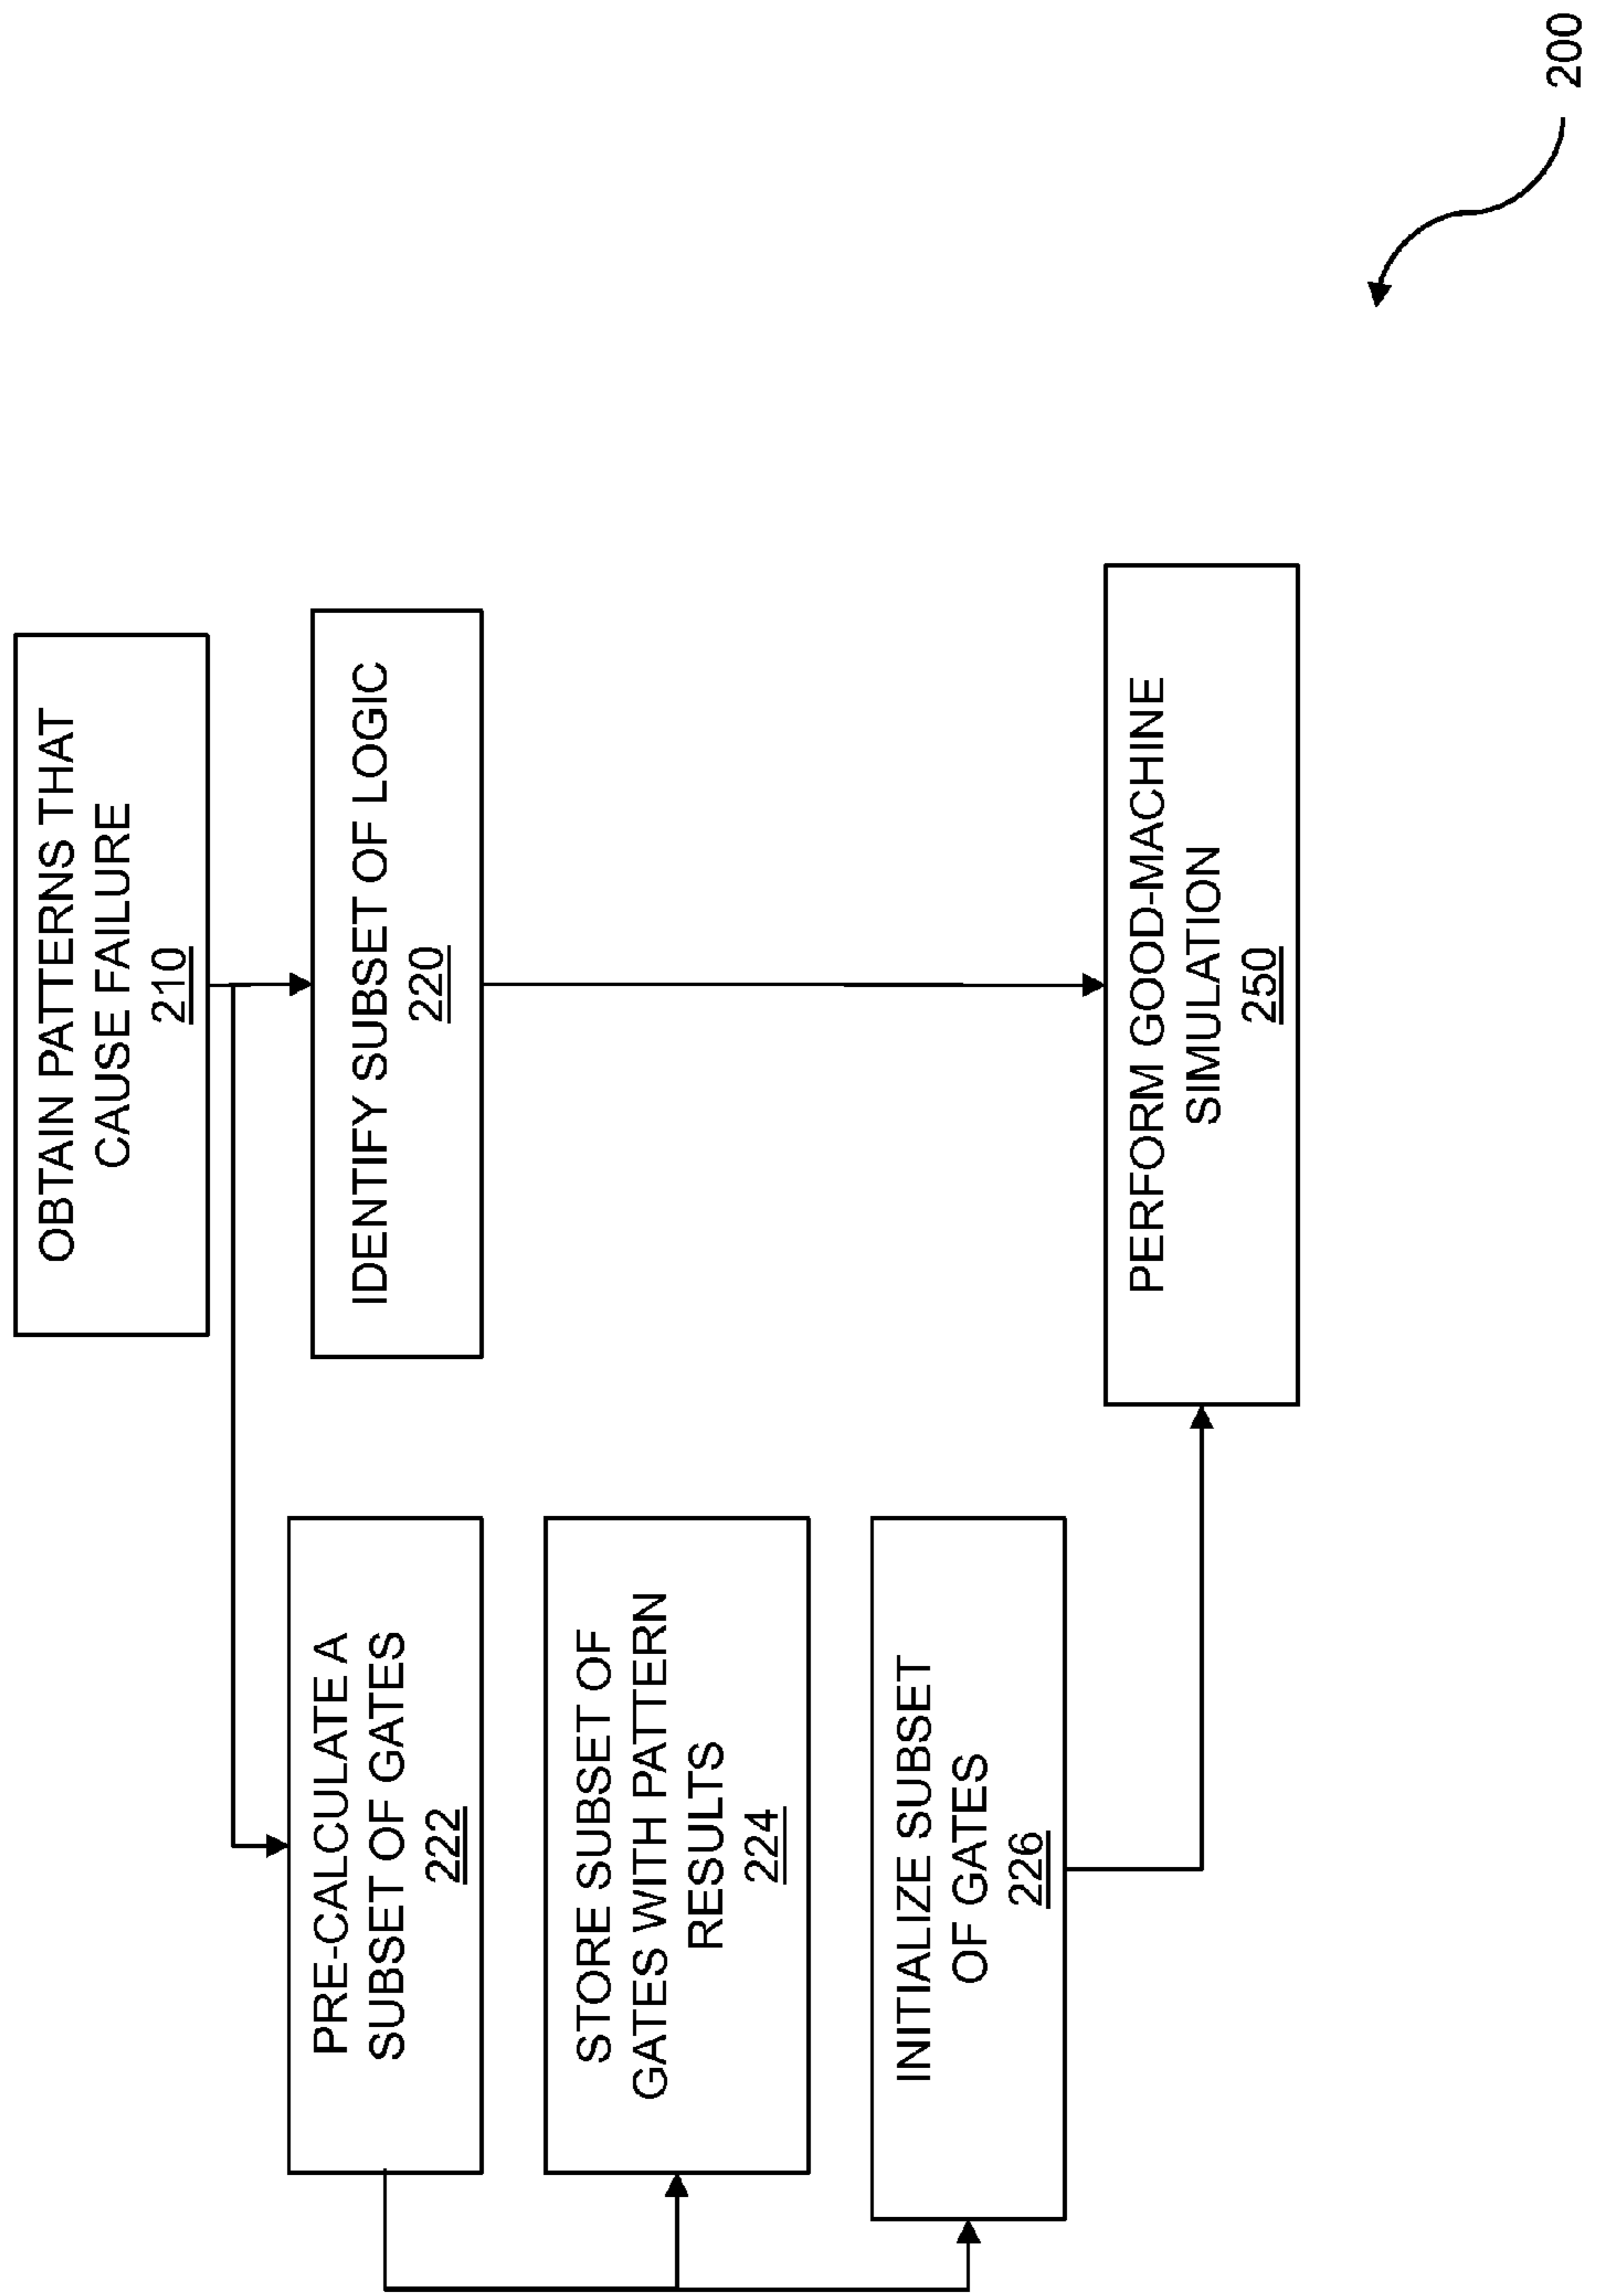 OBTAIN PATTERNS THAT
CAUSE FAILURE
210
IDENTIFY SUBSET OF LOGIC
220
PRE-CALCULATE A
SUBSET OF GATES
222
STORE SUBSET OF
GATES WITH PATTERN
RESULTS
224
INITIALIZE SUBSET
OF GATES
226
PERFORM GOOD-MACHINE
SIMULATION
250
200